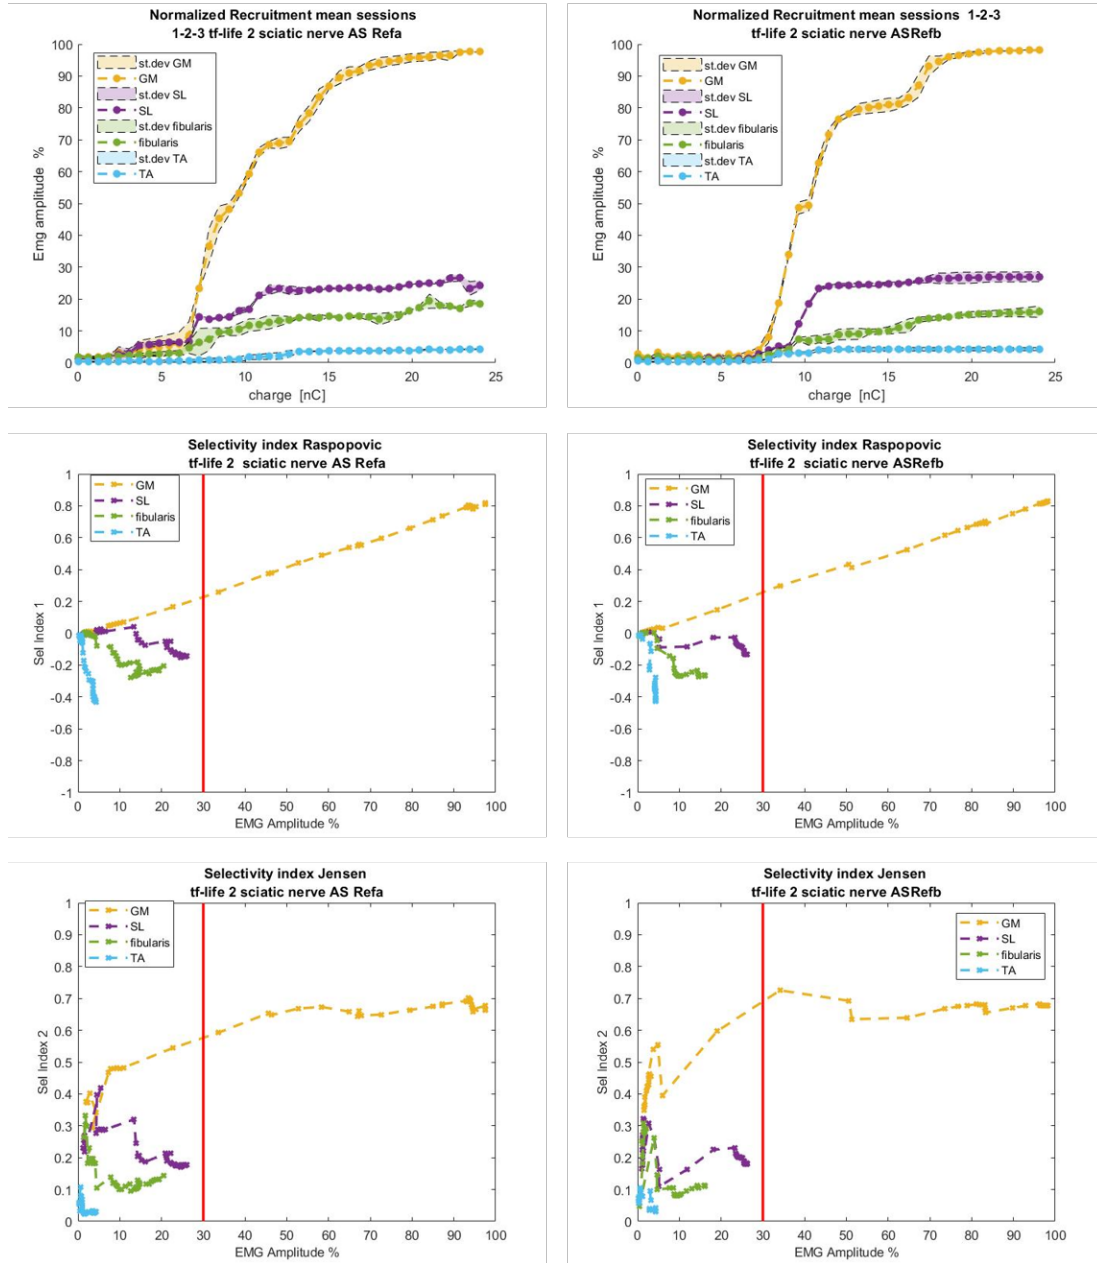 Normalized Recruitment mean sessions
1-2-3 tf-life 2 sciatic nerve AS Refa
100
90
80
70
60
50
40
30
20
10
0
Emg amplitude %
st.dev GM
GM
st.dev SL
SL
st.dev fibularis
fibularis
st.dev TA
TA
0 5 10 15 20 25
charge [nC]
Normalized Recruitment mean sessions 1-2-3
tf-life 2 sciatic nerve ASRefb
100
90
80
70
60
50
40
30
20
10
0
Emg amplitude %
st.dev GM
GM
st.dev SL
SL
st.dev fibularis
fibularis
st.dev TA
TA
0 5 10 15 20 25
charge [nC]
Selectivity index Raspopovic
tf-life 2 sciatic nerve AS Refa
1
0.8
0.6
0.4
0.2
0
-0.2
-0.4
-0.6
-0.8
-1
Sel Index 1
GM
SL
fibularis
TA
0 10 20 30 40 50 60 70 80 90 100
EMG Amplitude %
Selectivity index Raspopovic
tf-life 2 sciatic nerve ASRefb
1
0.8
0.6
0.4
0.2
0
-0.2
-0.4
-0.6
-0.8
-1
Sel Index 1
GM
SL
fibularis
TA
0 10 20 30 40 50 60 70 80 90 100
EMG Amplitude %
Selectivity index Jensen
tf-life 2 sciatic nerve AS Refa
1
0.9
0.8
0.7
0.6
0.5
0.4
0.3
0.2
0.1
0
Sel Index 2
GM
SL
fibularis
TA
0 10 20 30 40 50 60 70 80 90 100
EMG Amplitude %
Selectivity index Jensen
tf-life 2 sciatic nerve ASRefb
1
0.9
0.8
0.7
0.6
0.5
0.4
0.3
0.2
0.1
0
Sel Index 2
GM
SL
fibularis
TA
0 10 20 30 40 50 60 70 80 90 100
EMG Amplitude %